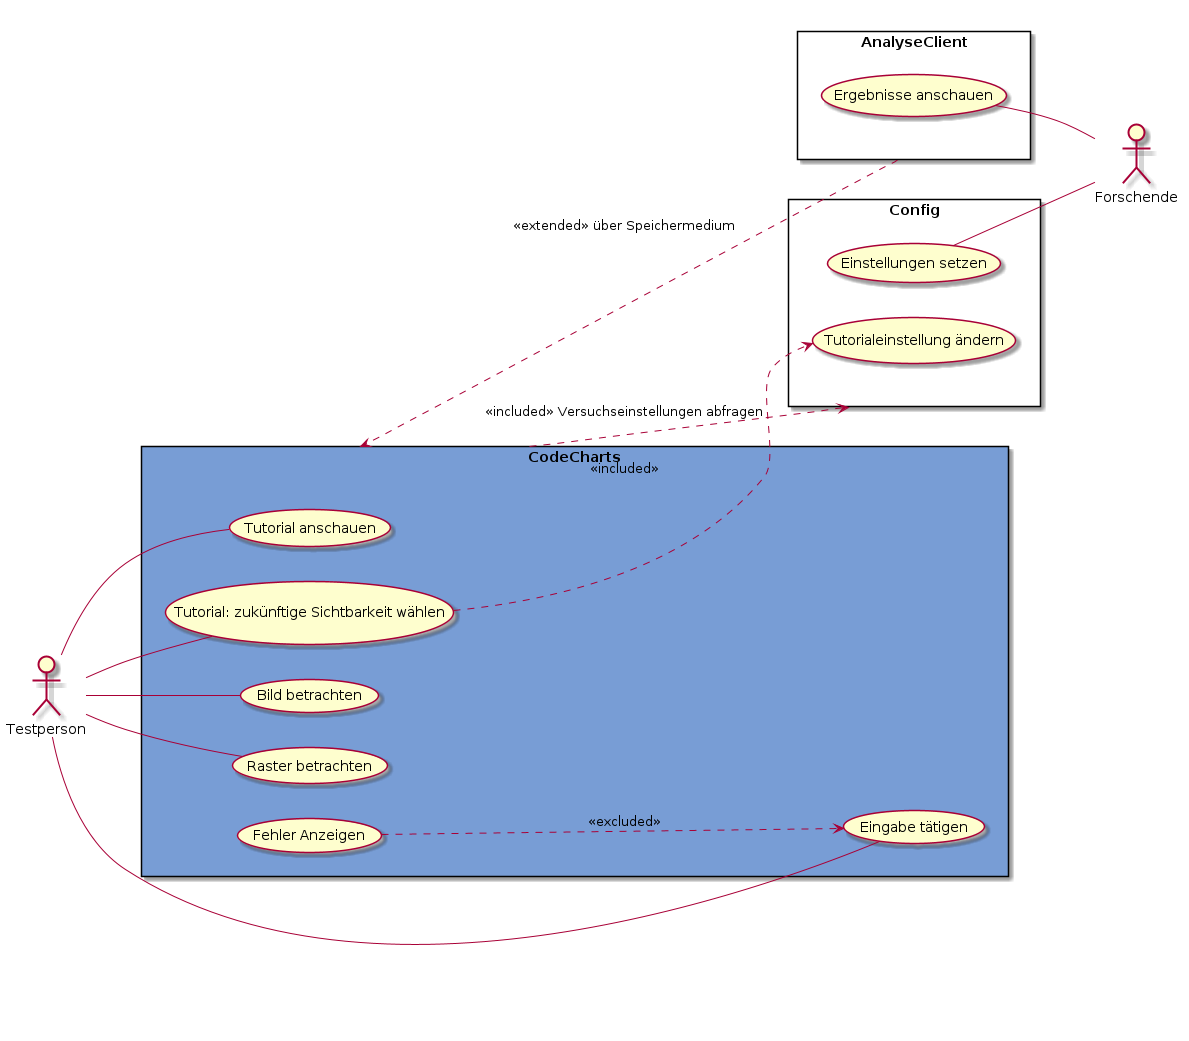 AnalyseClient
Ergebnisse anschauen
Forschende
Config
«extended» über Speichermedium
Einstellungen setzen
Tutorialeinstellung ändern
«included» Versuchseinstellungen abfragen
CodeCharts
«included»
Tutorial anschauen
Tutorial: zukünftige Sichtbarkeit wählen
Bild betrachten
Testperson
Raster betrachten
«excluded»
Fehler Anzeigen
Eingabe tätigen